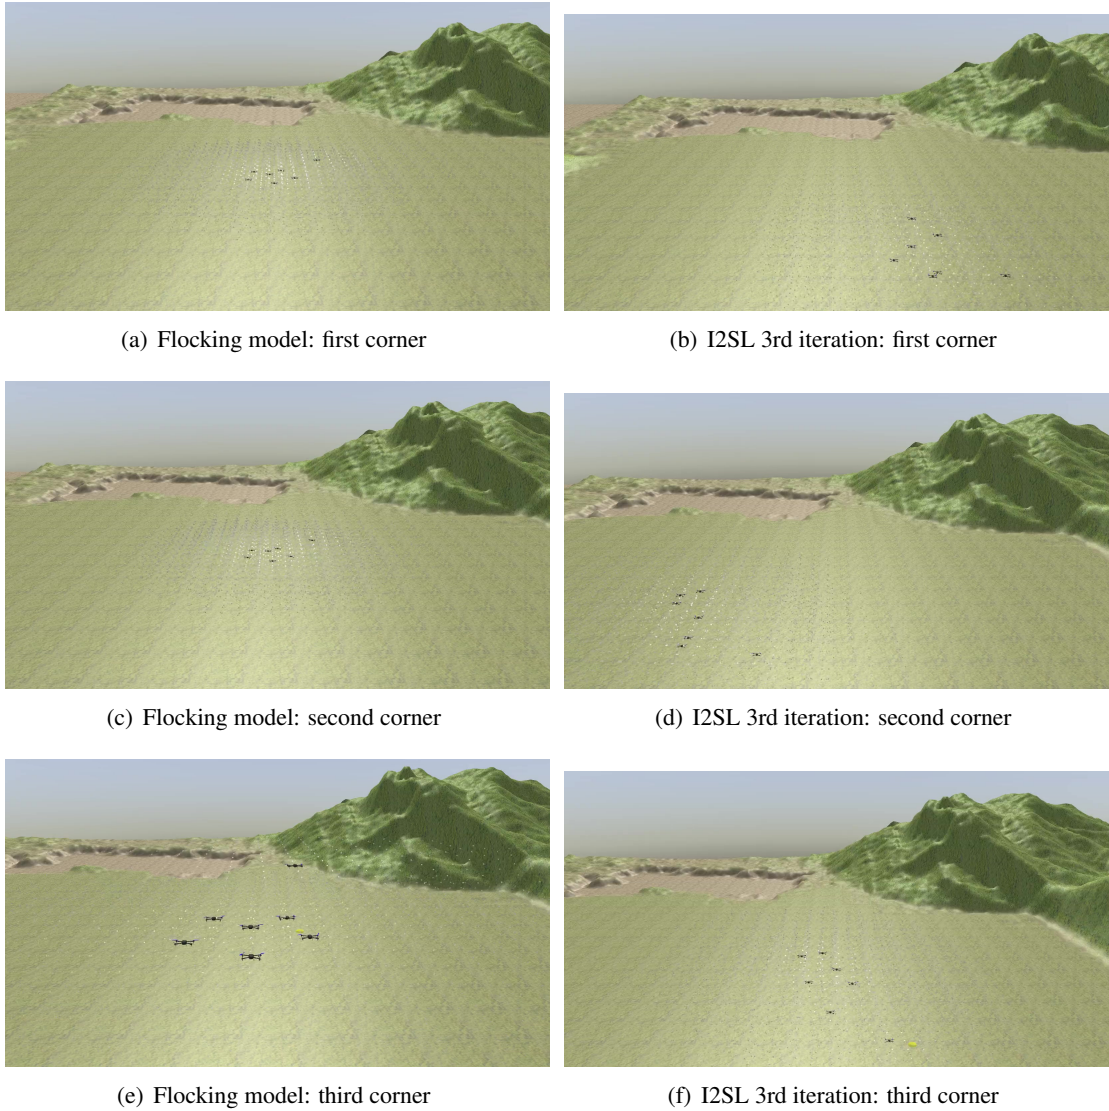 (a) Flocking model: first corner
(b) I2SL 3rd iteration: first corner
(c) Flocking model: second corner
(d) I2SL 3rd iteration: second corner
(e) Flocking model: third corner
(f) I2SL 3rd iteration: third corner